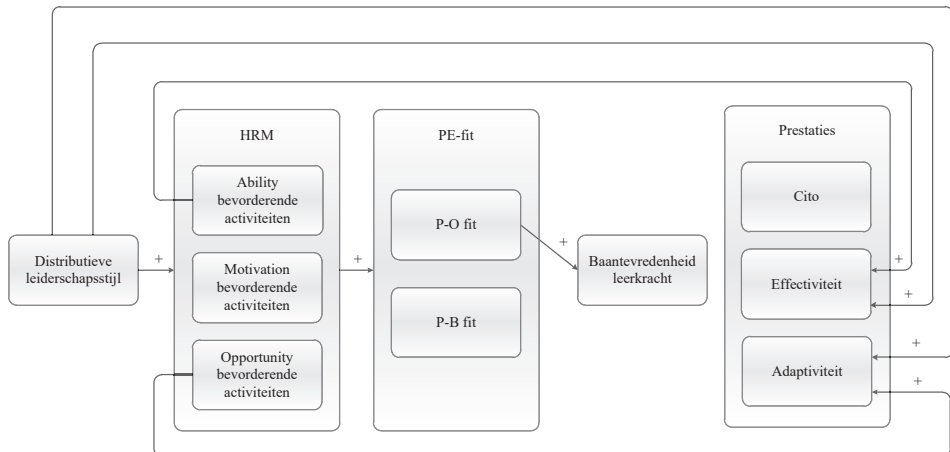 HRM
PE-fit
Prestaties
Ability
bevorderende
activiteiten
Cito
P-O fit
Distributieve
leiderschapsstijl
+
Motivation
bevorderende
activiteiten
+
+
Baantevredenheid
leerkracht
Effectiviteit
+
+
P-B fit
Opportunity
bevorderende
activiteiten
Adaptiviteit
+
+